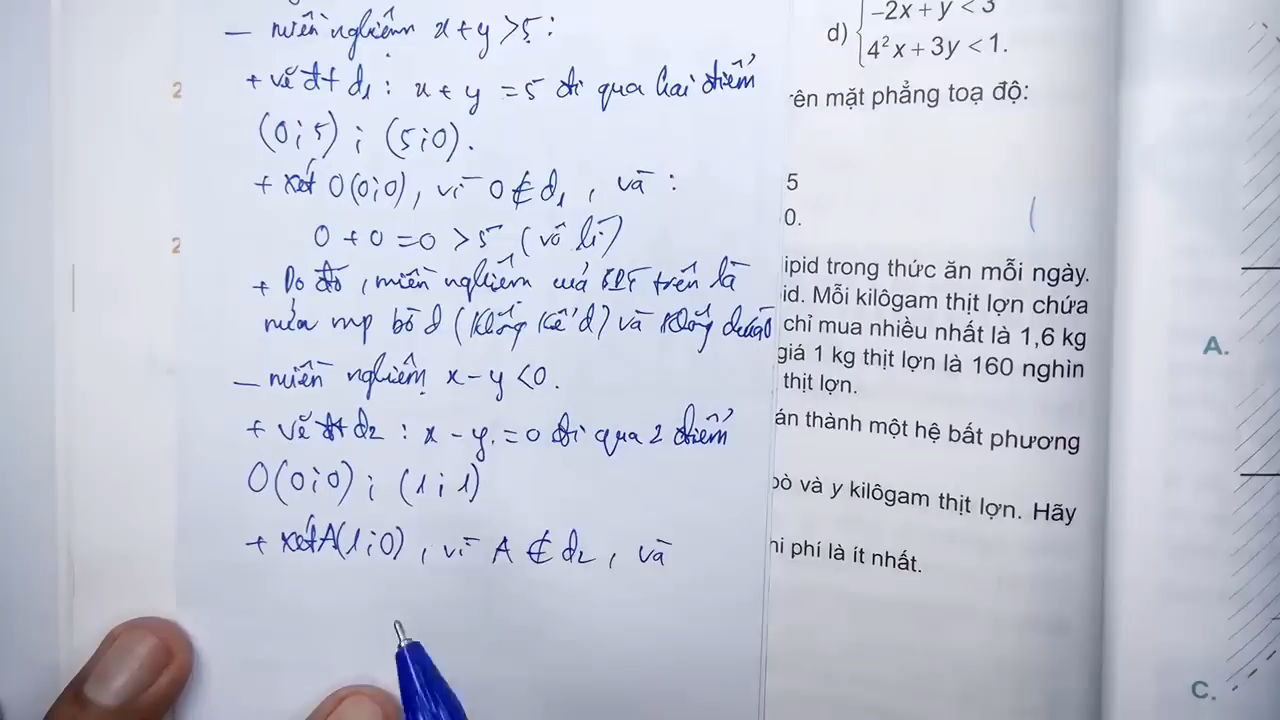 – miền nghiệm x+y >5 :
+ vẽ đt d₁ : x + y = 5 đi qua hai điểm
(0;5) ; (5;0).
+ xét O(0;0), vì O ∉ d₁ , và :
0 + 0 = 0 > 5 (vô lí)
+ Do đó , miền nghiệm của BPT trên là
nửa mp bờ d (không kể d) và không chứa O
– miền nghiệm x – y < 0.
+ vẽ đt d₂ : x – y = 0 đi qua 2 điểm
O(0;0) ; (1;1)
+ xét A(1;0) , vì A ∉ d₂ , và
2
2
d) -2x + y < 3
4²x + 3y < 1.
rên mặt phẳng toạ độ:
5
0.
ipid trong thức ăn mỗi ngày.
id. Mỗi kilôgam thịt lợn chứa
chỉ mua nhiều nhất là 1,6 kg
giá 1 kg thịt lợn là 160 nghìn
thịt lợn.
án thành một hệ bất phương
bò và y kilôgam thịt lợn. Hãy
hi phí là ít nhất.
A.
C.